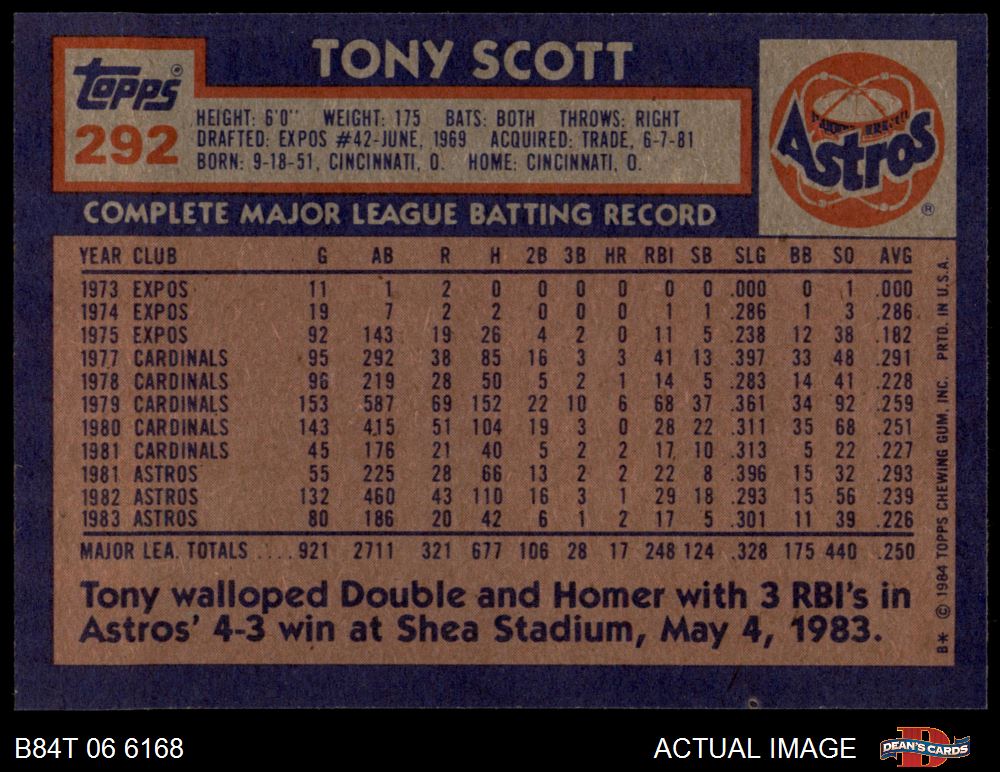 TONY SCOTT
Topps®
292
HEIGHT: 6'0" WEIGHT: 175 BATS: BOTH THROWS: RIGHT
DRAFTED: EXPOS #42-JUNE, 1969 ACQUIRED: TRADE, 6-7-81
BORN: 9-18-51, CINCINNATI, O. HOME: CINCINNATI, O.
Astros
®
COMPLETE MAJOR LEAGUE BATTING RECORD
YEAR CLUB G AB R H 2B 3B HR RBI SB SLG BB SO AVG
1973 EXPOS 11 1 2 0 0 0 0 0 0 .000 0 1 .000
1974 EXPOS 19 7 2 2 0 0 0 1 1 .286 1 3 .286
1975 EXPOS 92 143 19 26 4 2 0 11 5 .238 12 38 .182
1977 CARDINALS 95 292 38 85 16 3 3 41 13 .397 33 48 .291
1978 CARDINALS 96 219 28 50 5 2 1 14 5 .283 14 41 .228
1979 CARDINALS 153 587 69 152 22 10 6 68 37 .361 34 92 .259
1980 CARDINALS 143 415 51 104 19 3 0 28 22 .311 35 68 .251
1981 CARDINALS 45 176 21 40 5 2 2 17 10 .313 5 22 .227
1981 ASTROS 55 225 28 66 13 2 2 22 8 .396 15 32 .293
1982 ASTROS 132 460 43 110 16 3 1 29 18 .293 15 56 .239
1983 ASTROS 80 186 20 42 6 1 2 17 5 .301 11 39 .226
MAJOR LEA. TOTALS .... 921 2711 321 677 106 28 17 248 124 .328 175 440 .250
Tony walloped Double and Homer with 3 RBI's in
Astros' 4-3 win at Shea Stadium, May 4, 1983.
B* © 1984 TOPPS CHEWING GUM, INC. PRTD. IN U.S.A.
B84T 06 6168
ACTUAL IMAGE
DEAN'S CARDS